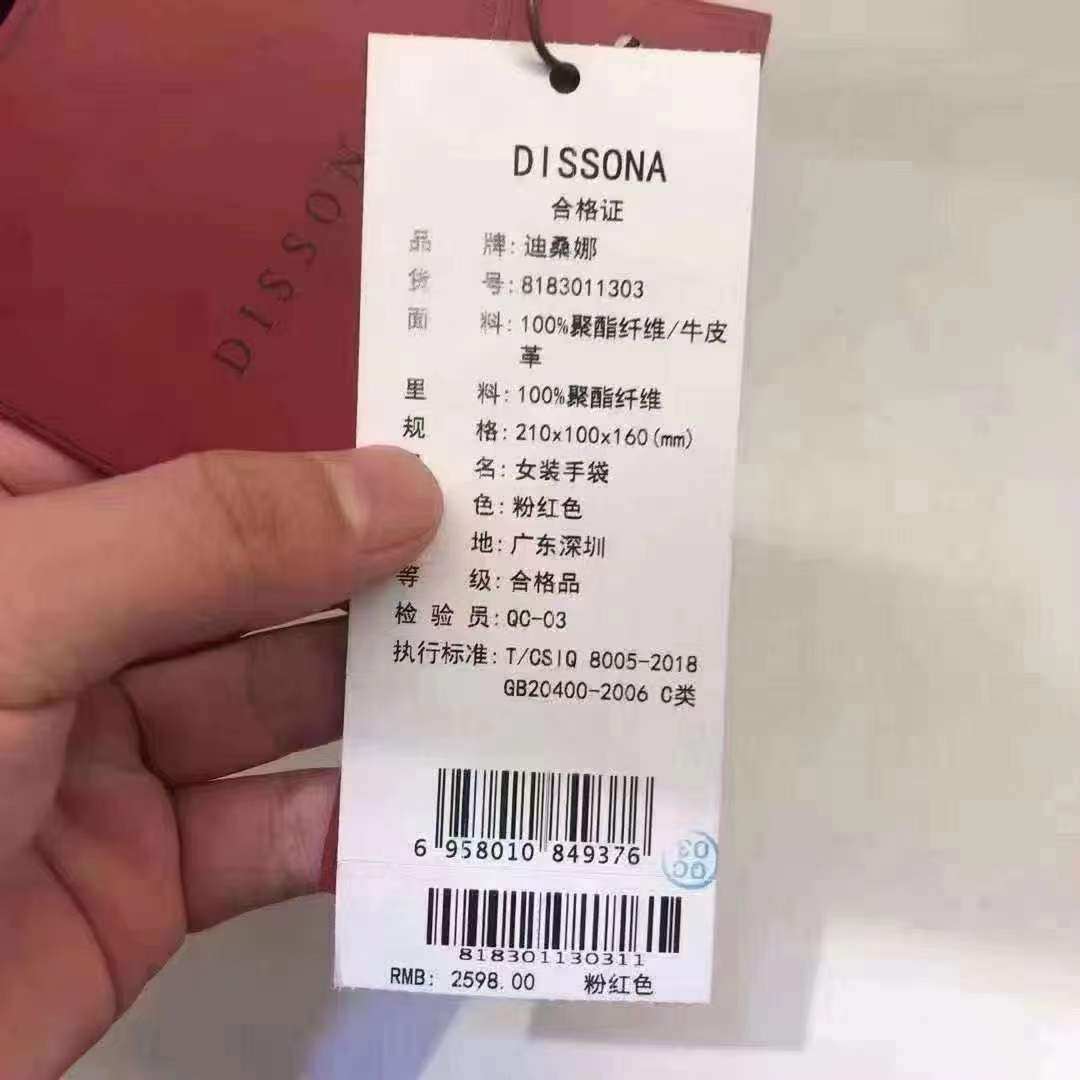 DISSON
DISSONA
合格证
品 牌: 迪桑娜
货 号: 8183011303
面 料: 100%聚酯纤维/牛皮
革
里 料: 100%聚酯纤维
规 格: 210x100x160(mm)
名: 女装手袋
色: 粉红色
地: 广东深圳
等 级: 合格品
检 验 员: QC-03
执行标准: T/CSIQ 8005-2018
GB20400-2006 C类
6 958010 849376
QC 03
818301130311
RMB: 2598.00 粉红色